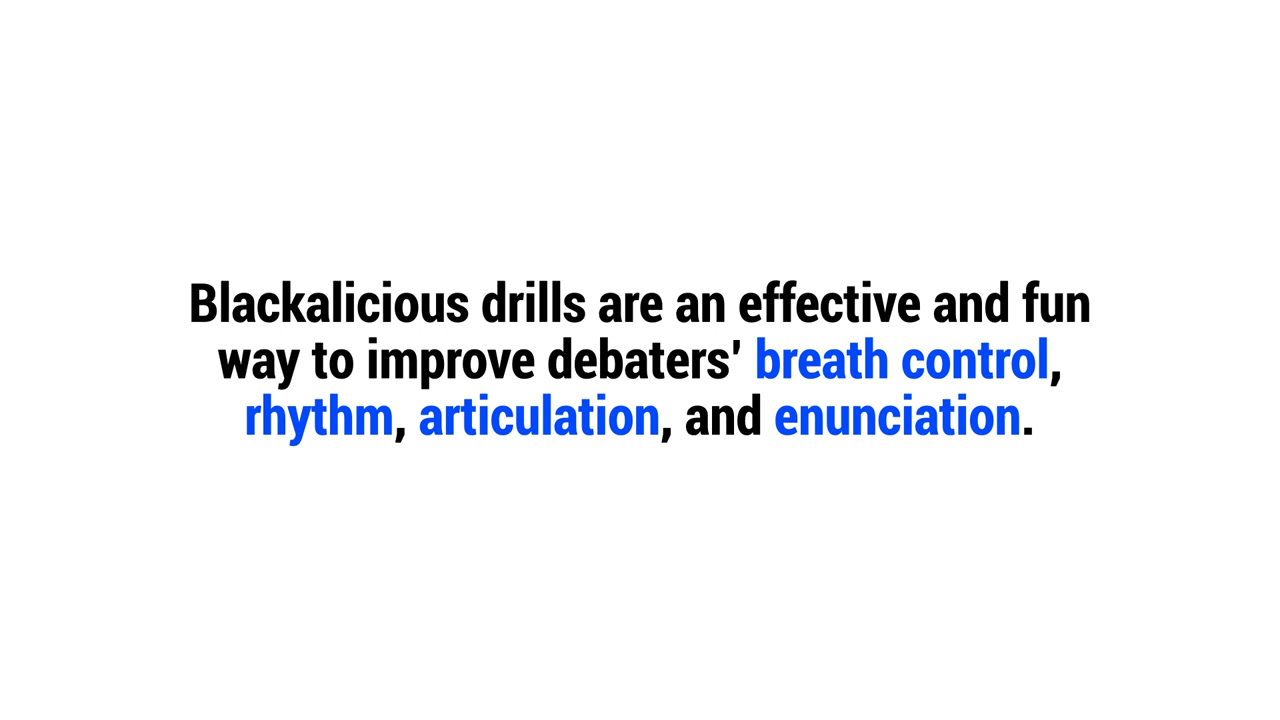 Blackalicious drills are an effective and fun
way to improve debaters' breath control,
rhythm, articulation, and enunciation.